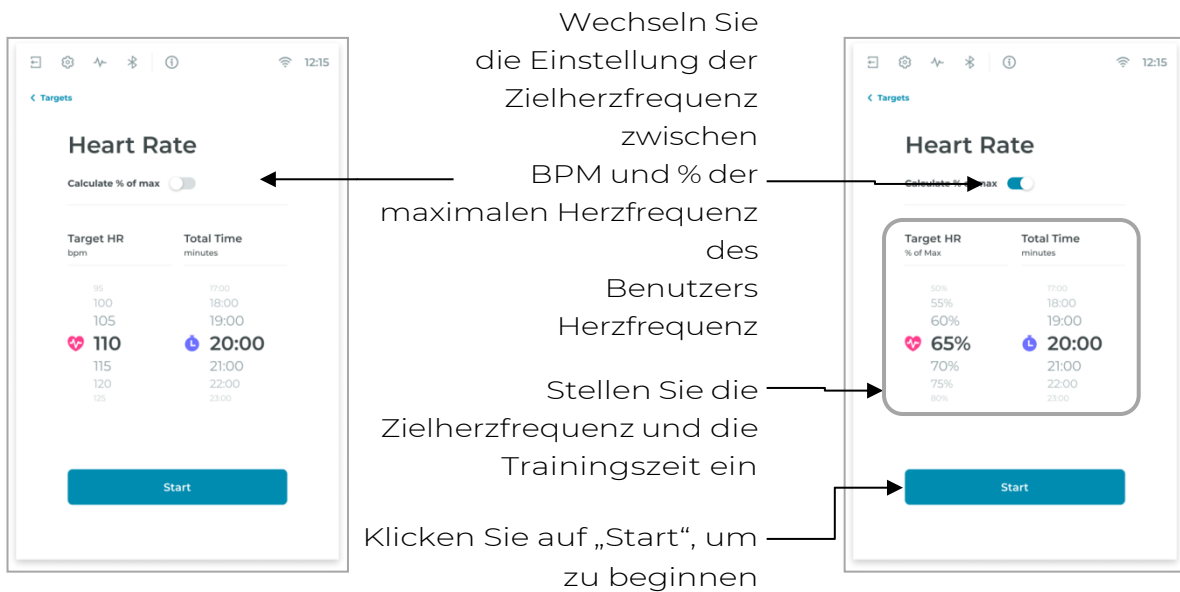 12:15
Targets
Heart Rate
Calculate % of max
Target HR
bpm
Total Time
minutes
95
17:00
100
18:00
105
19:00
110
20:00
115
21:00
120
22:00
125
23:00
Start
Wechseln Sie
die Einstellung der
Zielherzfrequenz
zwischen
BPM und % der
maximalen Herzfrequenz
des
Benutzers
Herzfrequenz
Stellen Sie die
Zielherzfrequenz und die
Trainingszeit ein
Klicken Sie auf „Start“, um
zu beginnen
12:15
Targets
Heart Rate
Calculate % of max
Target HR
% of Max
Total Time
minutes
50%
17:00
55%
18:00
60%
19:00
65%
20:00
70%
21:00
75%
22:00
80%
23:00
Start